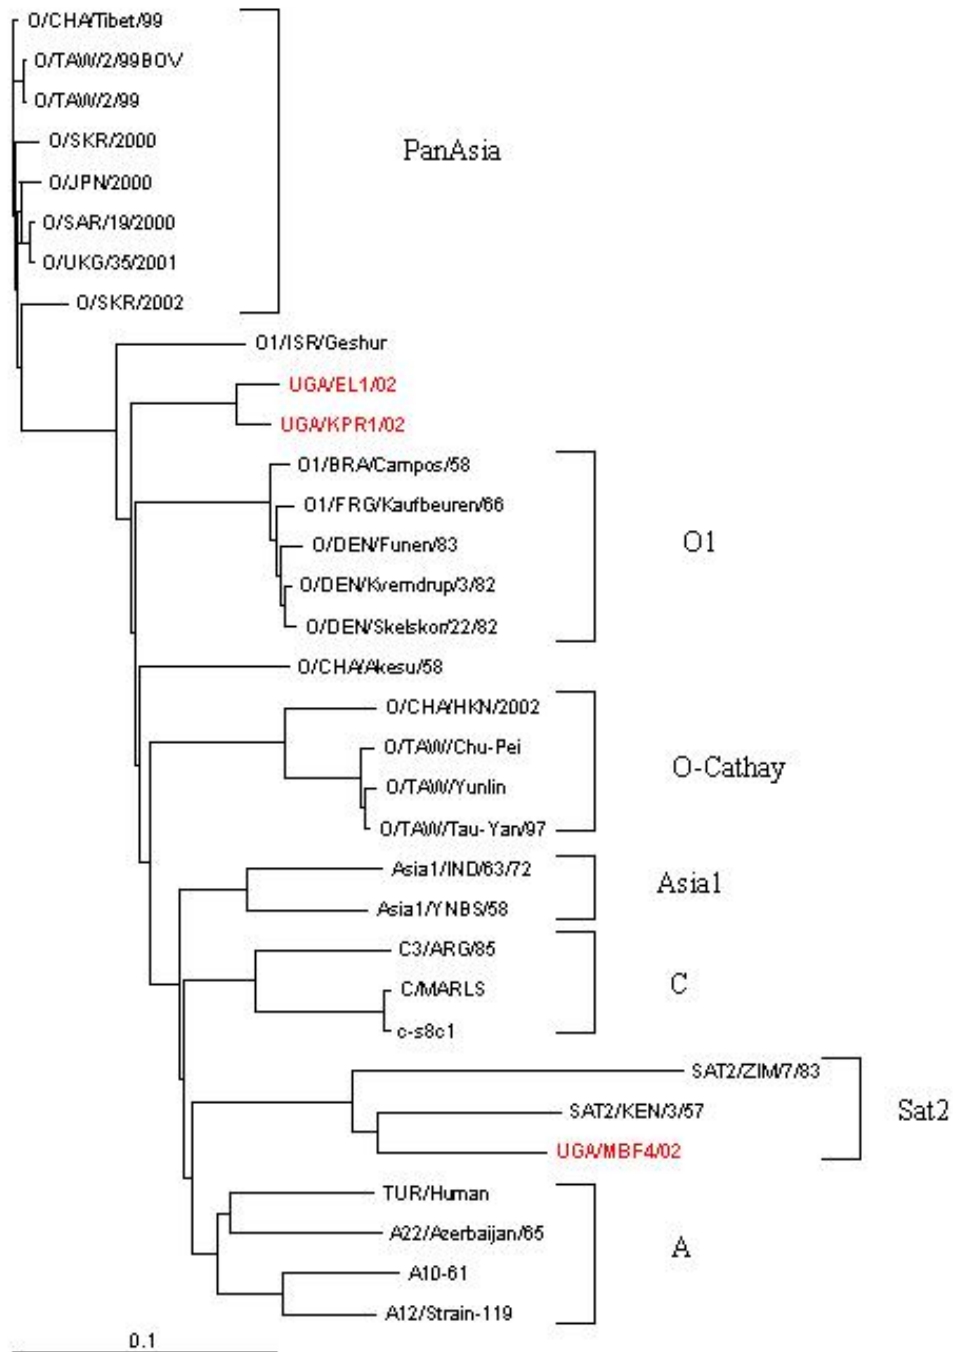 O/CHA/Tibet/99
O/TAW/2/99BOV
O/TAW/2/99
O/SKR/2000
PanAsia
O/JPN/2000
O/SAR/19/2000
O/UKG/35/2001
O/SKR/2002
O1/ISR/Geshur
UGA/EL1/02
UGA/KPR1/02
O1/BRA/Campos/58
O1/FRG/Kaufbeuren/66
O1
O/DEN/Funen/83
O/DEN/Kverndrup/3/82
O/DEN/Skelskor/22/82
O/CHA/Akesu/58
O/CHA/HKN/2002
O/TAW/Chu-Pei
O-Cathay
O/TAW/Yunlin
O/TAW/Tau-Yan/97
Asia1/IND/63/72
Asia1
Asia1/YNBS/58
C3/ARG/85
C
C/MARLS
c-s8c1
SAT2/ZIM/7/83
SAT2/KEN/3/57
Sat2
UGA/MBF4/02
TUR/Human
A22/Azerbaijan/65
A
A10-61
A12/Strain-119
0.1